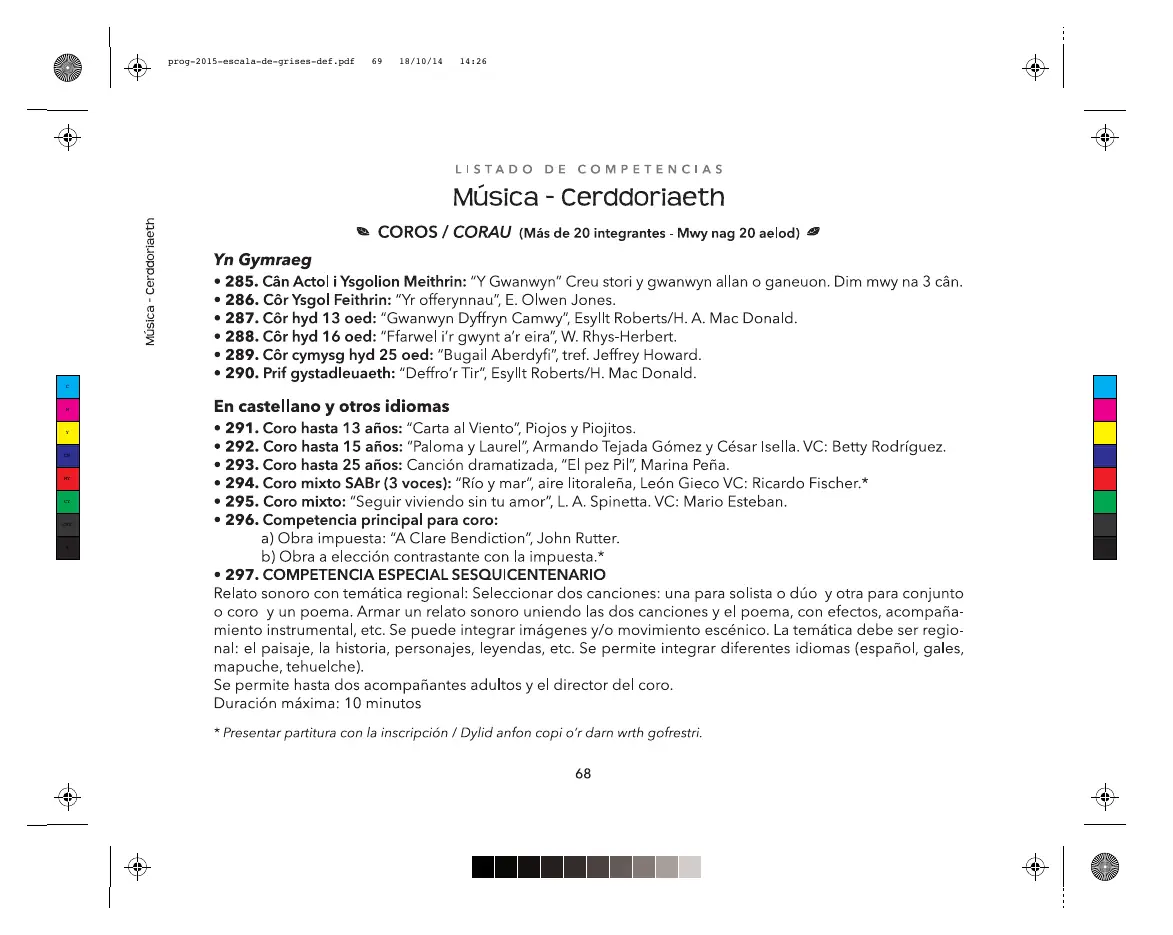 prog-2015-escala-de-grises-def.pdf 69 18/10/14 14:26
LISTADO DE COMPETENCIAS
Música - Cerddoriaeth
COROS / CORAU (Más de 20 integrantes - Mwy nag 20 aelod)
Música - Cerddoriaeth
Yn Gymraeg
• 285. Cân Actol i Ysgolion Meithrin: “Y Gwanwyn” Creu stori y gwanwyn allan o ganeuon. Dim mwy na 3 cân.
• 286. Côr Ysgol Feithrin: “Yr offerynnau”, E. Olwen Jones.
• 287. Côr hyd 13 oed: “Gwanwyn Dyffryn Camwy”, Esyllt Roberts/H. A. Mac Donald.
• 288. Côr hyd 16 oed: “Ffarwel i’r gwynt a’r eira”, W. Rhys-Herbert.
• 289. Côr cymysg hyd 25 oed: “Bugail Aberdyfi”, tref. Jeffrey Howard.
• 290. Prif gystadleuaeth: “Deffro’r Tir”, Esyllt Roberts/H. Mac Donald.
En castellano y otros idiomas
• 291. Coro hasta 13 años: “Carta al Viento”, Piojos y Piojitos.
• 292. Coro hasta 15 años: “Paloma y Laurel”, Armando Tejada Gómez y César Isella. VC: Betty Rodríguez.
• 293. Coro hasta 25 años: Canción dramatizada, “El pez Pil”, Marina Peña.
• 294. Coro mixto SABr (3 voces): “Río y mar”, aire litoraleña, León Gieco VC: Ricardo Fischer.*
• 295. Coro mixto: “Seguir viviendo sin tu amor”, L. A. Spinetta. VC: Mario Esteban.
• 296. Competencia principal para coro:
a) Obra impuesta: “A Clare Bendiction”, John Rutter.
b) Obra a elección contrastante con la impuesta.*
• 297. COMPETENCIA ESPECIAL SESQUICENTENARIO
Relato sonoro con temática regional: Seleccionar dos canciones: una para solista o dúo y otra para conjunto
o coro y un poema. Armar un relato sonoro uniendo las dos canciones y el poema, con efectos, acompaña-
miento instrumental, etc. Se puede integrar imágenes y/o movimiento escénico. La temática debe ser regio-
nal: el paisaje, la historia, personajes, leyendas, etc. Se permite integrar diferentes idiomas (español, gales,
mapuche, tehuelche).
Se permite hasta dos acompañantes adultos y el director del coro.
Duración máxima: 10 minutos
* Presentar partitura con la inscripción / Dylid anfon copi o’r darn wrth gofrestri.
68